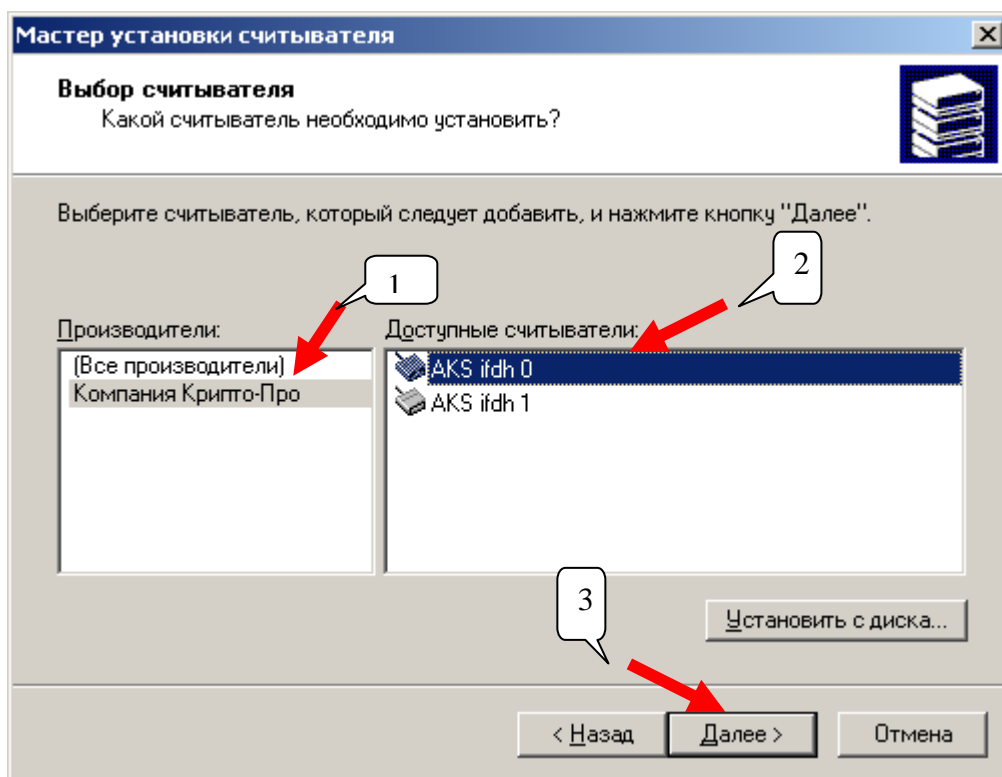 Мастер установки считывателя
Выбор считывателя
Какой считыватель необходимо установить?
Выберите считыватель, который следует добавить, и нажмите кнопку "Далее".
1
2
Производители:
Доступные считыватели:
(Все производители)
Компания Крипто-Про
AKS ifdh 0
AKS ifdh 1
3
Установить с диска...
< Назад
Далее >
Отмена